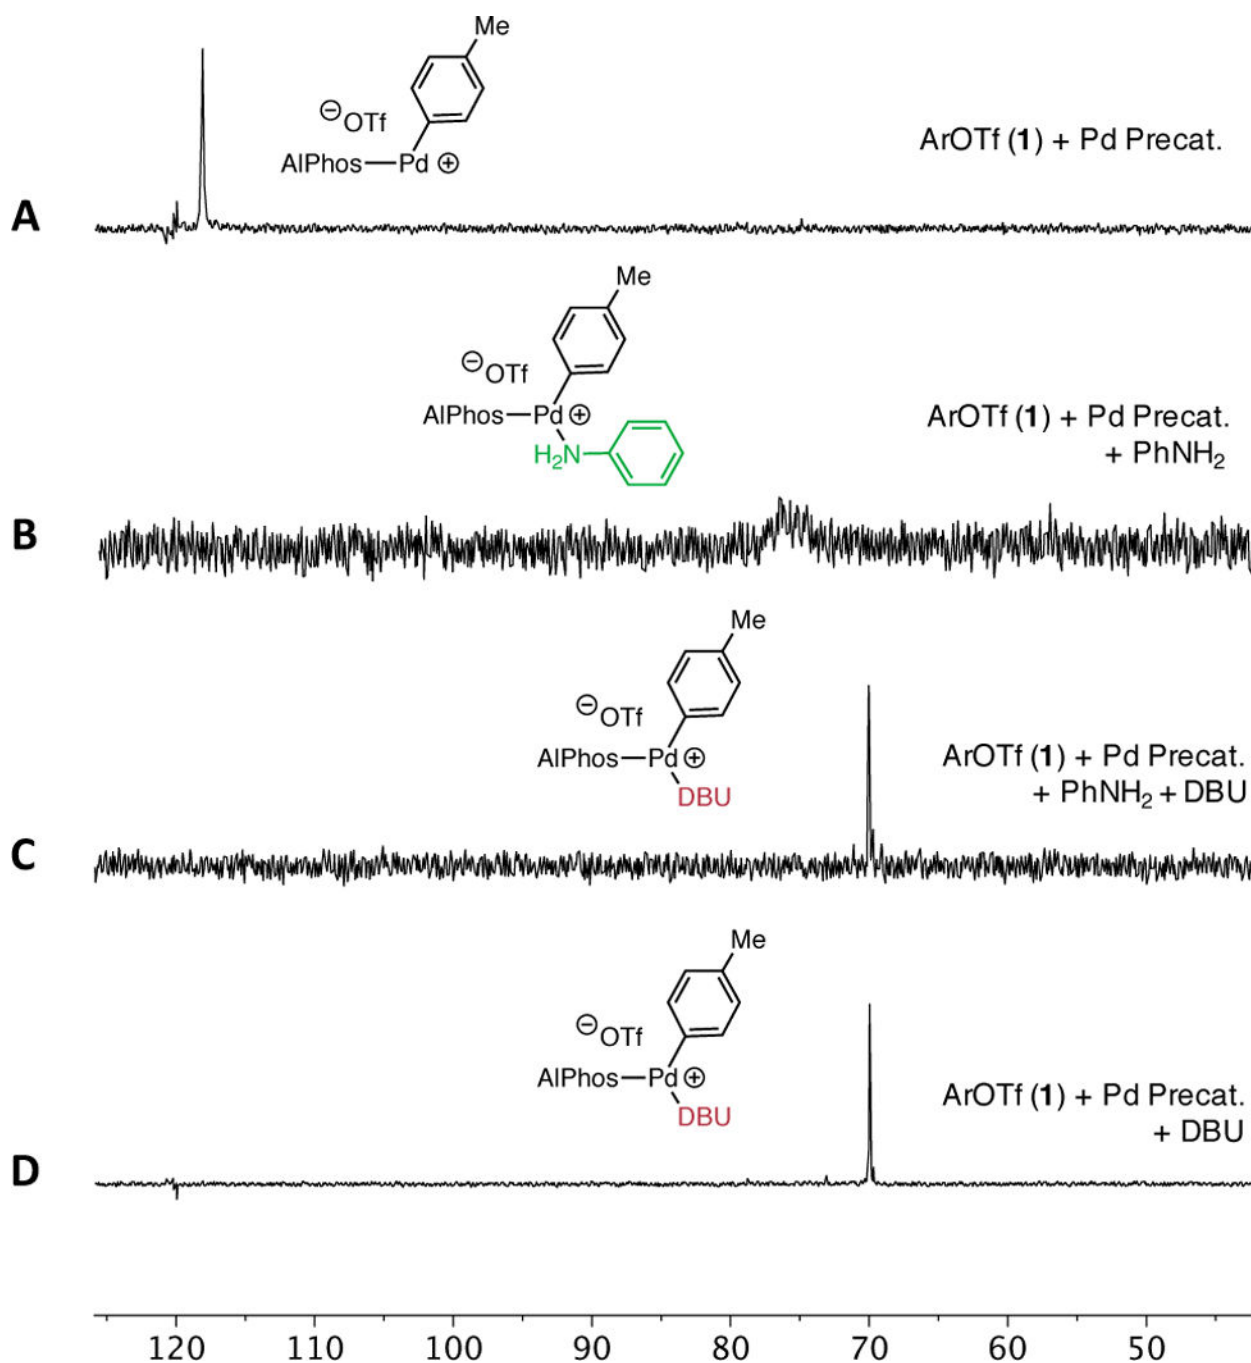 Me
⊖OTf
AlPhos—Pd ⊕
ArOTf (1) + Pd Precat.
A
Me
⊖OTf
AlPhos—Pd ⊕
H₂N
ArOTf (1) + Pd Precat.
+ PhNH₂
B
Me
⊖OTf
AlPhos—Pd ⊕
DBU
ArOTf (1) + Pd Precat.
+ PhNH₂ + DBU
C
Me
⊖OTf
AlPhos—Pd ⊕
DBU
ArOTf (1) + Pd Precat.
+ DBU
D
120 110 100 90 80 70 60 50